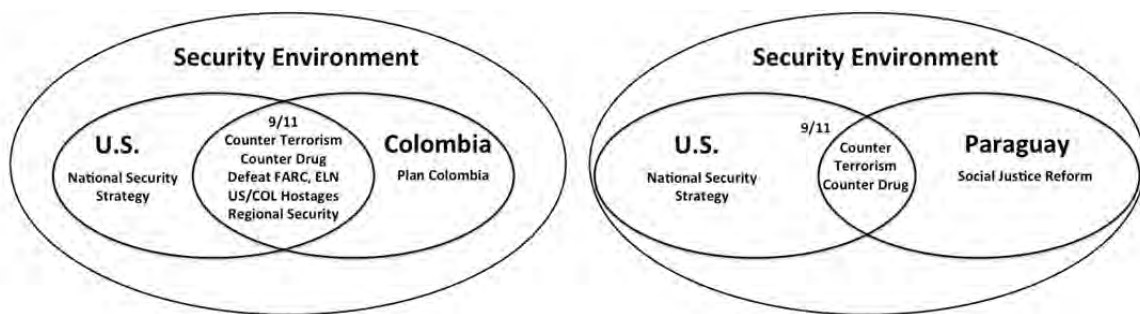 Security Environment
U.S.
National Security
Strategy
9/11
Counter Terrorism
Counter Drug
Defeat FARC, ELN
US/COL Hostages
Regional Security
Colombia
Plan Colombia
Security Environment
U.S.
National Security
Strategy
9/11
Counter
Terrorism
Counter Drug
Paraguay
Social Justice Reform